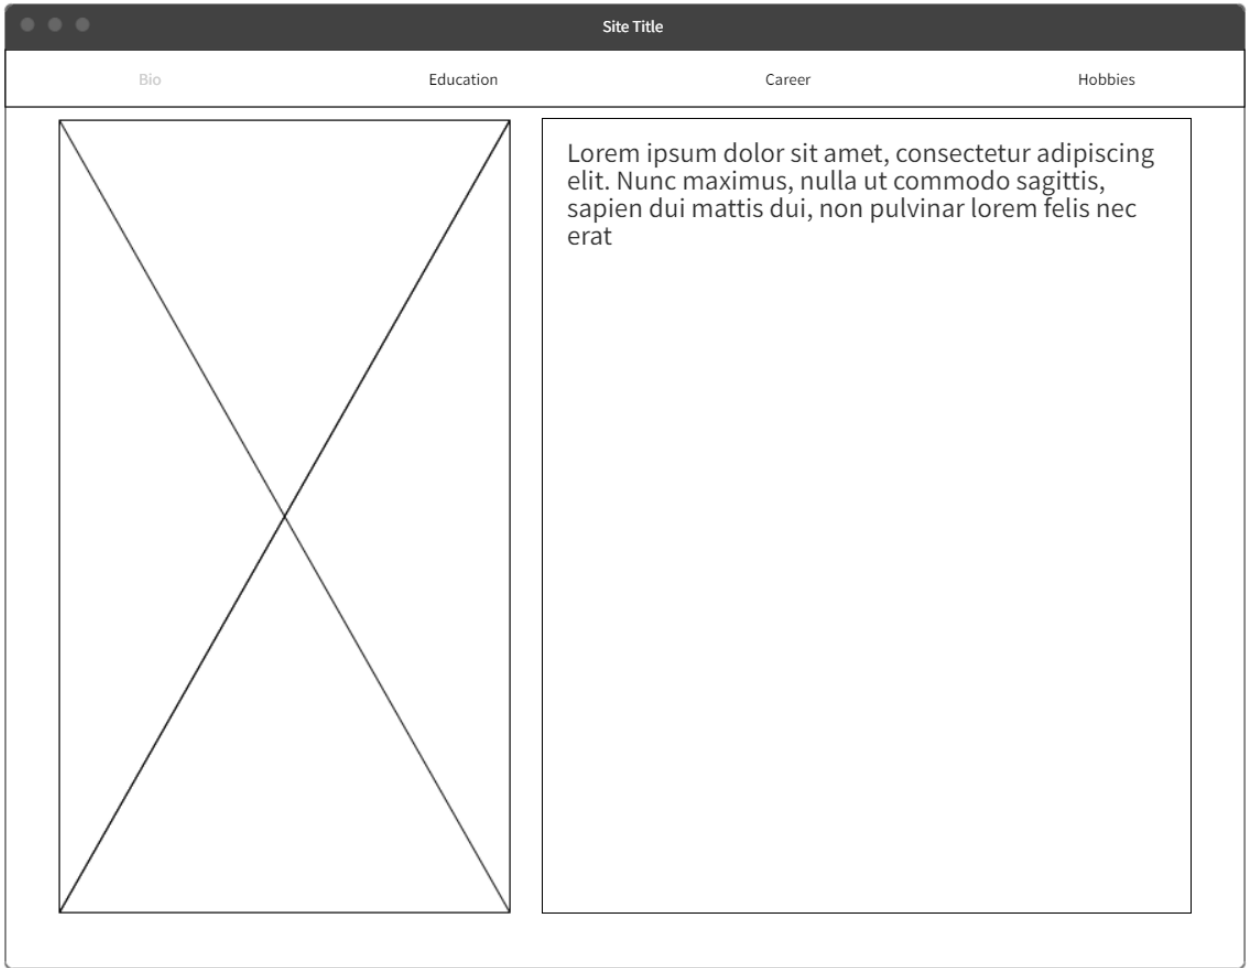 Site Title
Bio
Education
Career
Hobbies
Lorem ipsum dolor sit amet, consectetur adipiscing
elit. Nunc maximus, nulla ut commodo sagittis,
sapien dui mattis dui, non pulvinar lorem felis nec
erat